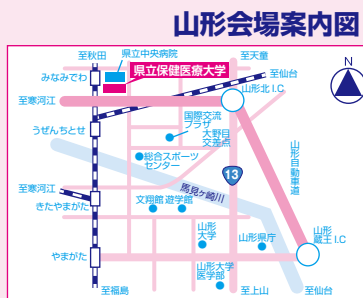 山形会場案内図
至秋田
県立中央病院
至天童
N
みなみでわ
県立保健医療大学
至仙台
至寒河江
山形北I.C
国際交流
プラザ
大野目
交差点
うぜんちとせ
総合スポーツ
センター
山形自動車道
13
馬見ヶ崎川
至寒河江
きたやまがた
文翔館
遊学館
山形
大学
山形県庁
山形
蔵王I.C
やまがた
山形大学
医学部
至福島
至上山
至仙台